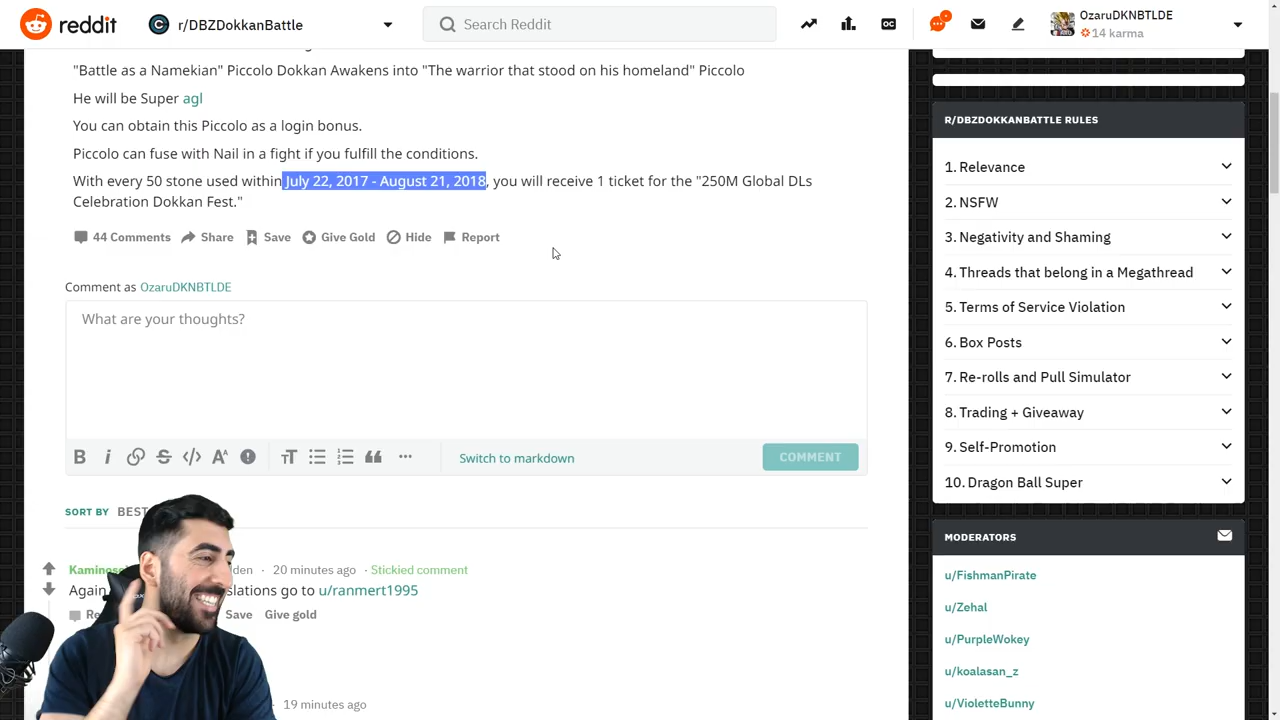 reddit
r/DBZDokkanBattle
Search Reddit
OC
OzaruDKNBTLDE
14 karma
"Battle as a Namekian" Piccolo Dokkan Awakens into "The warrior that stood on his homeland" Piccolo
He will be Super agl
You can obtain this Piccolo as a login bonus.
Piccolo can fuse with Nail in a fight if you fulfill the conditions.
With every 50 stone used within July 22, 2017 - August 21, 2018, you will receive 1 ticket for the "250M Global DLs
Celebration Dokkan Fest."
44 Comments Share Save Give Gold Hide Report
Comment as OzaruDKNBTLDE
What are your thoughts?
Switch to markdown
COMMENT
SORT BY BEST
20 minutes ago · Stickied comment
Again
u/ranmert1995
Save Give gold
19 minutes ago
R/DBZDOKKANBATTLE RULES
1. Relevance
2. NSFW
3. Negativity and Shaming
4. Threads that belong in a Megathread
5. Terms of Service Violation
6. Box Posts
7. Re-rolls and Pull Simulator
8. Trading + Giveaway
9. Self-Promotion
10. Dragon Ball Super
MODERATORS
u/FishmanPirate
u/Zehal
u/PurpleWokey
u/koalasan_z
u/VioletteBunny